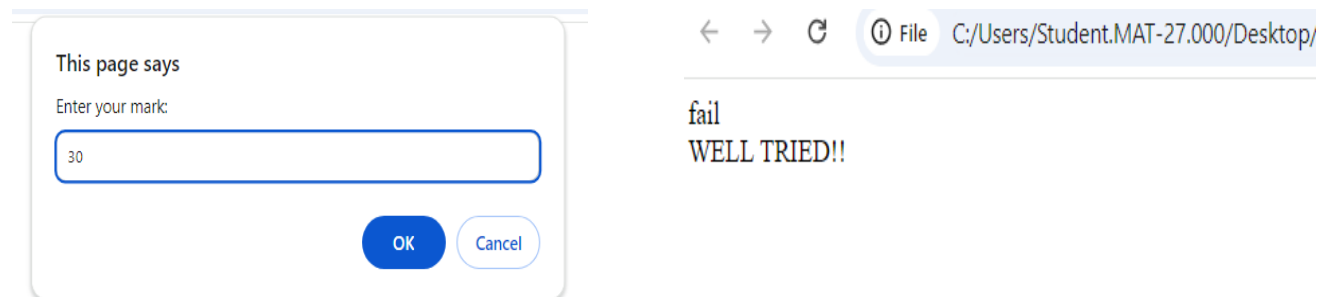 This page says
Enter your mark:
30
OK Cancel
File C:/Users/Student.MAT-27.000/Desktop/
fail
WELL TRIED!!